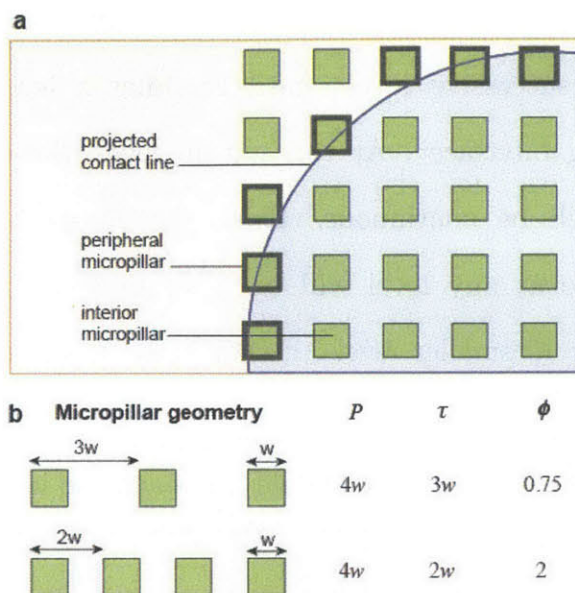 a
projected
contact line
peripheral
micropillar
interior
micropillar
b Micropillar geometry P τ ϕ
3w w
4w 3w 0.75
2w w
4w 2w 2